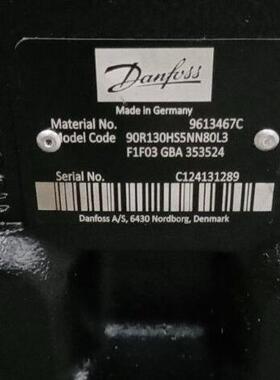 Danfoss
Made in Germany
Material No. 9613467C
Model Code 90R130HS5NN80L3
F1F03 GBA 353524
Serial No. C124131289
Danfoss A/S, 6430 Nordborg, Denmark